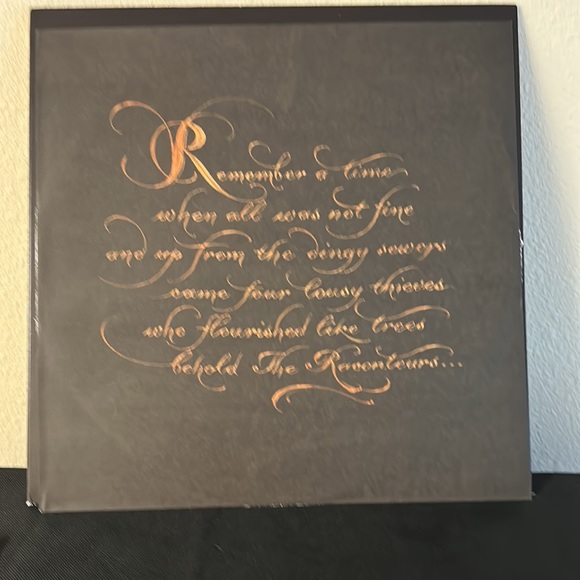 Remember a time
when all was not fine
and up from the dingy sewers
came four lousy thieves
who flourished like trees
behold The Raconteurs...